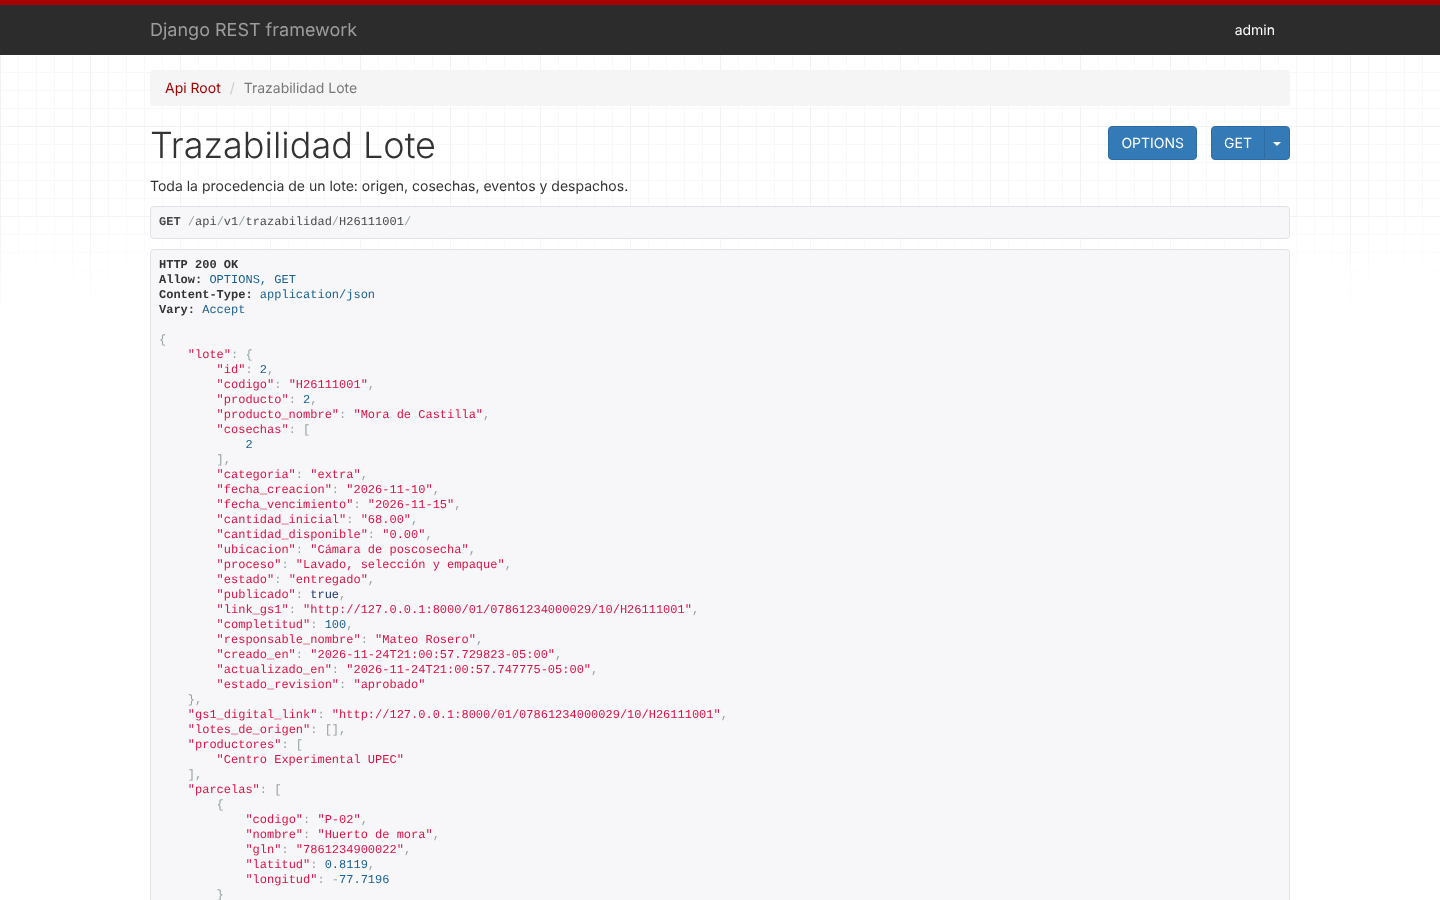 Django REST framework
admin
Api Root / Trazabilidad Lote
Trazabilidad Lote
OPTIONS
GET
Toda la procedencia de un lote: origen, cosechas, eventos y despachos.
GET /api/v1/trazabilidad/H26111001/
HTTP 200 OK
Allow: OPTIONS, GET
Content-Type: application/json
Vary: Accept
{
    "lote": {
        "id": 2,
        "codigo": "H26111001",
        "producto": 2,
        "producto_nombre": "Mora de Castilla",
        "cosechas": [
            2
        ],
        "categoria": "extra",
        "fecha_creacion": "2026-11-10",
        "fecha_vencimiento": "2026-11-15",
        "cantidad_inicial": "68.00",
        "cantidad_disponible": "0.00",
        "ubicacion": "Cámara de poscosecha",
        "proceso": "Lavado, selección y empaque",
        "estado": "entregado",
        "publicado": true,
        "link_gs1": "http://127.0.0.1:8000/01/07861234000029/10/H26111001",
        "completitud": 100,
        "responsable_nombre": "Mateo Rosero",
        "creado_en": "2026-11-24T21:00:57.729823-05:00",
        "actualizado_en": "2026-11-24T21:00:57.747775-05:00",
        "estado_revision": "aprobado"
    },
    "gs1_digital_link": "http://127.0.0.1:8000/01/07861234000029/10/H26111001",
    "lotes_de_origen": [],
    "productores": [
        "Centro Experimental UPEC"
    ],
    "parcelas": [
        {
            "codigo": "P-02",
            "nombre": "Huerto de mora",
            "gln": "7861234900022",
            "latitud": 0.8119,
            "longitud": -77.7196
        }